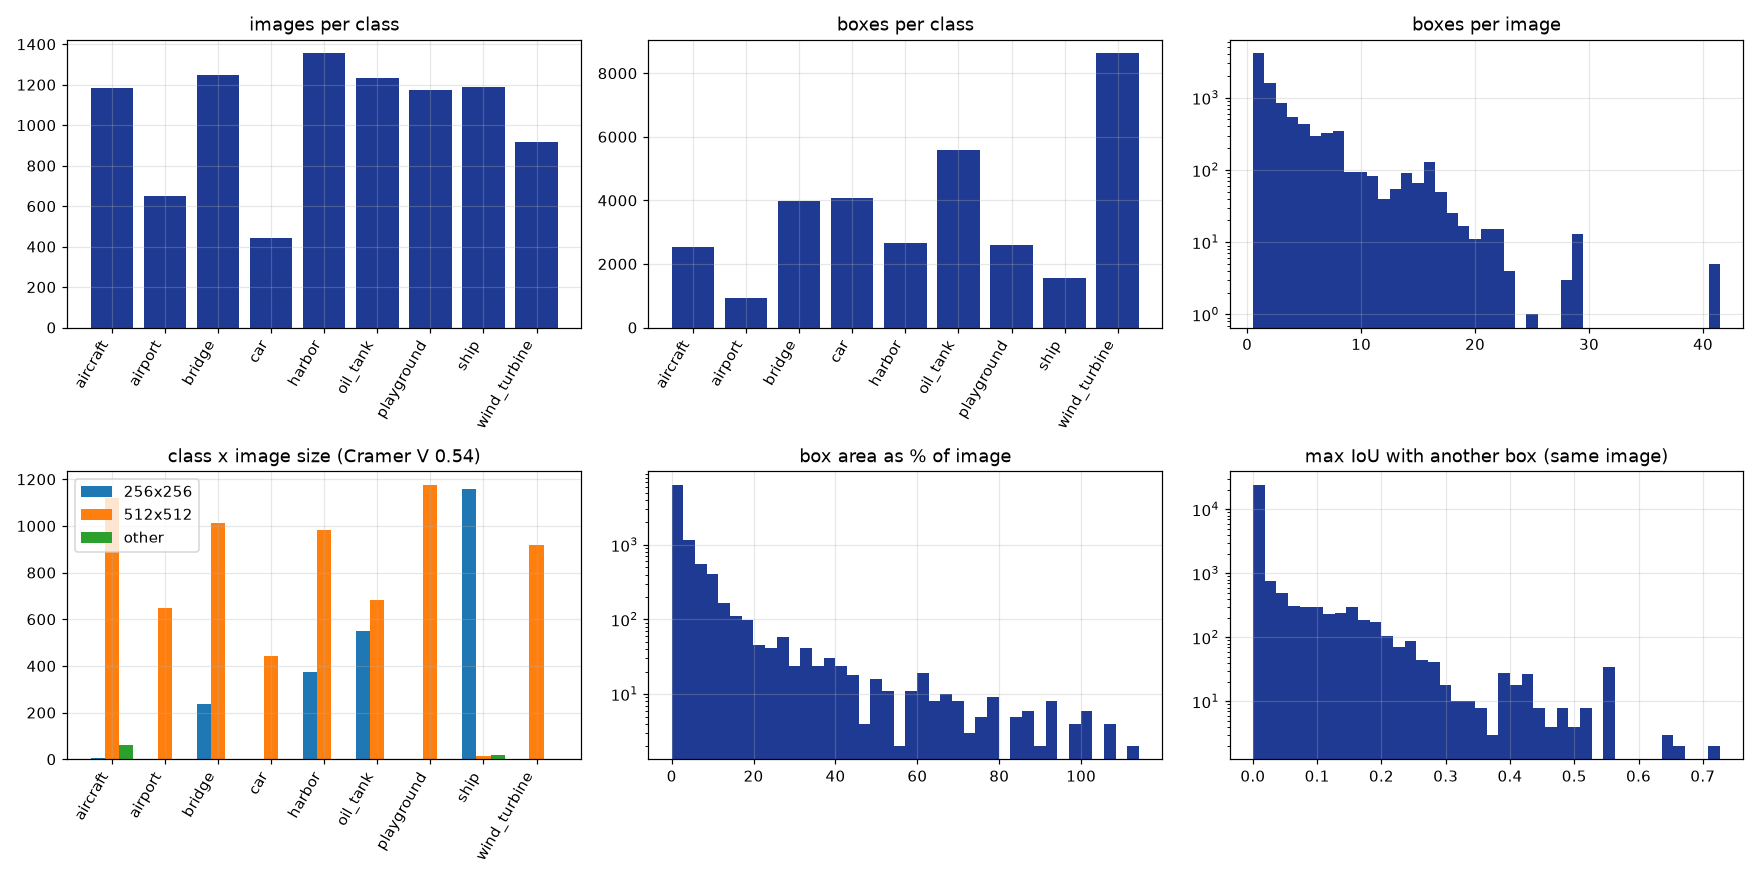 images per class
1400
1200
1000
800
600
400
200
0
aircraft
airport
bridge
car
harbor
oil_tank
playground
ship
wind_turbine
boxes per class
8000
6000
4000
2000
0
aircraft
airport
bridge
car
harbor
oil_tank
playground
ship
wind_turbine
boxes per image
10³
10²
10¹
10⁰
0 10 20 30 40
class x image size (Cramer V 0.54)
256x256
512x512
other
1200
1000
800
600
400
200
0
aircraft
airport
bridge
car
harbor
oil_tank
playground
ship
wind_turbine
box area as % of image
10³
10²
10¹
0 20 40 60 80 100
max IoU with another box (same image)
10⁴
10³
10²
10¹
0.0 0.1 0.2 0.3 0.4 0.5 0.6 0.7